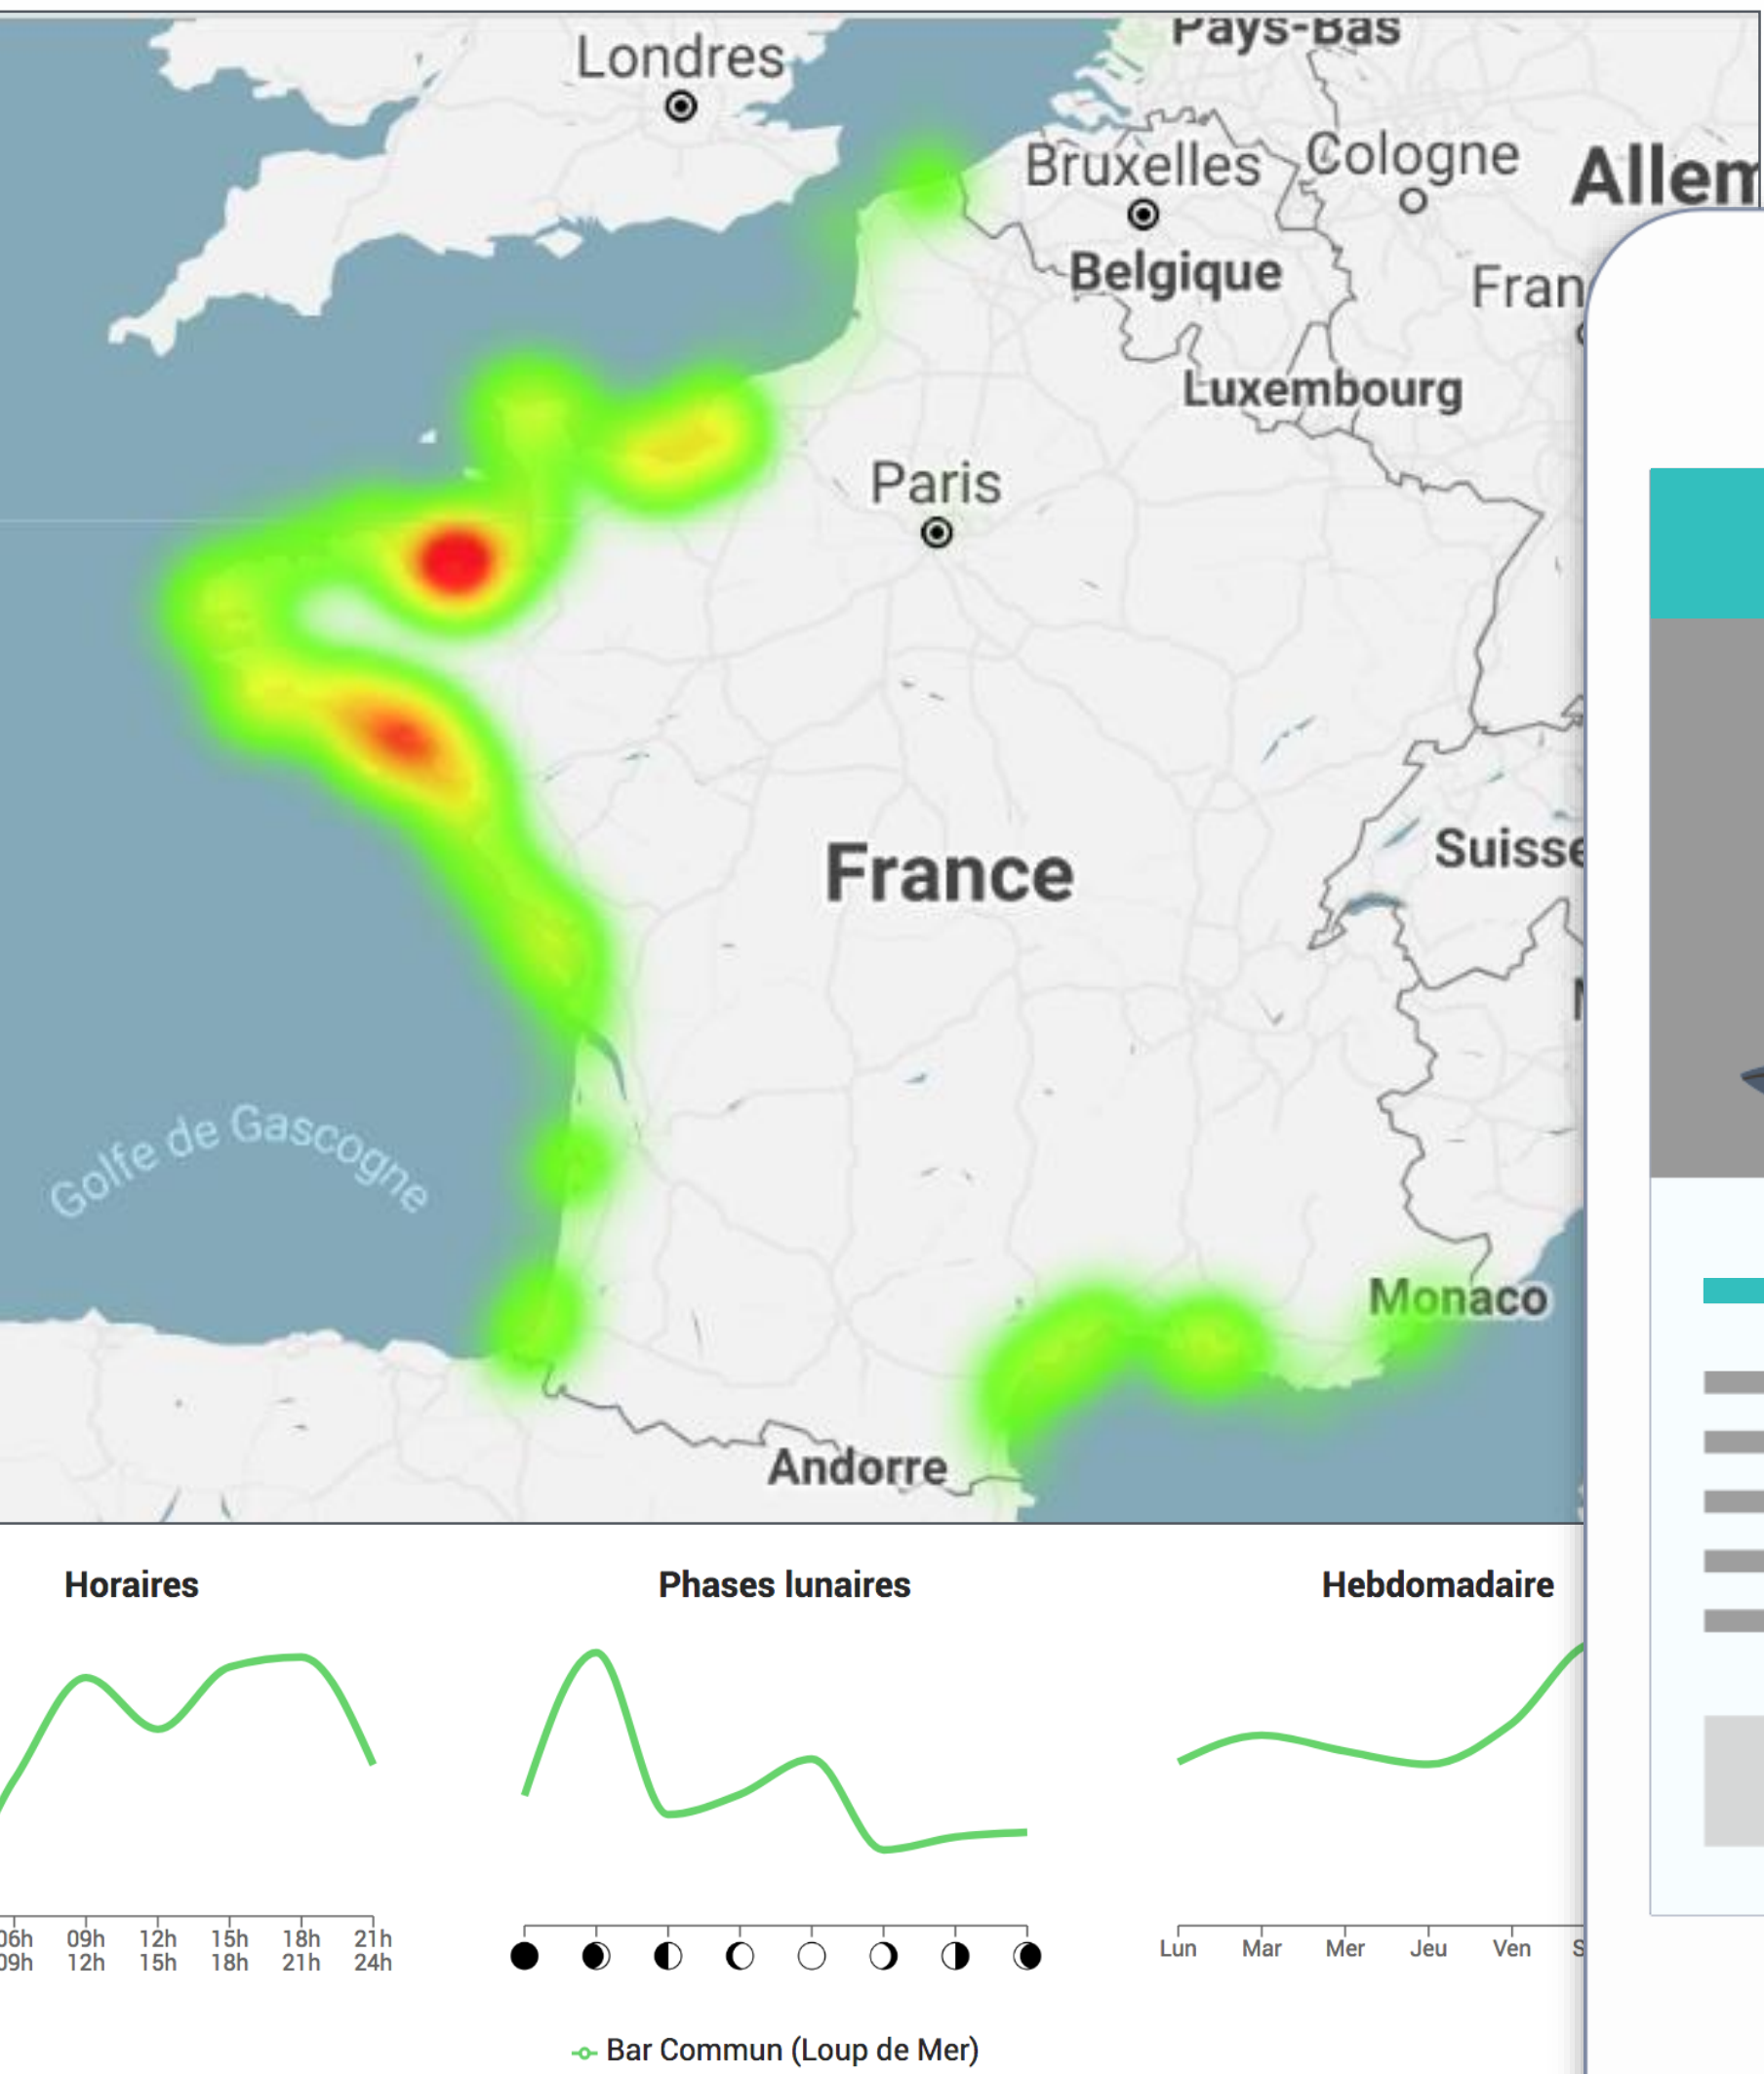 Pays-Bas
Londres
Bruxelles
Cologne
Allem
Belgique
Fran
Luxembourg
Paris
France
Suisse
Golfe de Gascogne
Monaco
Andorre
Horaires
Phases lunaires
Hebdomadaire
06h 09h 12h 15h 18h 21h
09h 12h 15h 18h 21h 24h
Lun Mar Mer Jeu Ven S
Bar Commun (Loup de Mer)